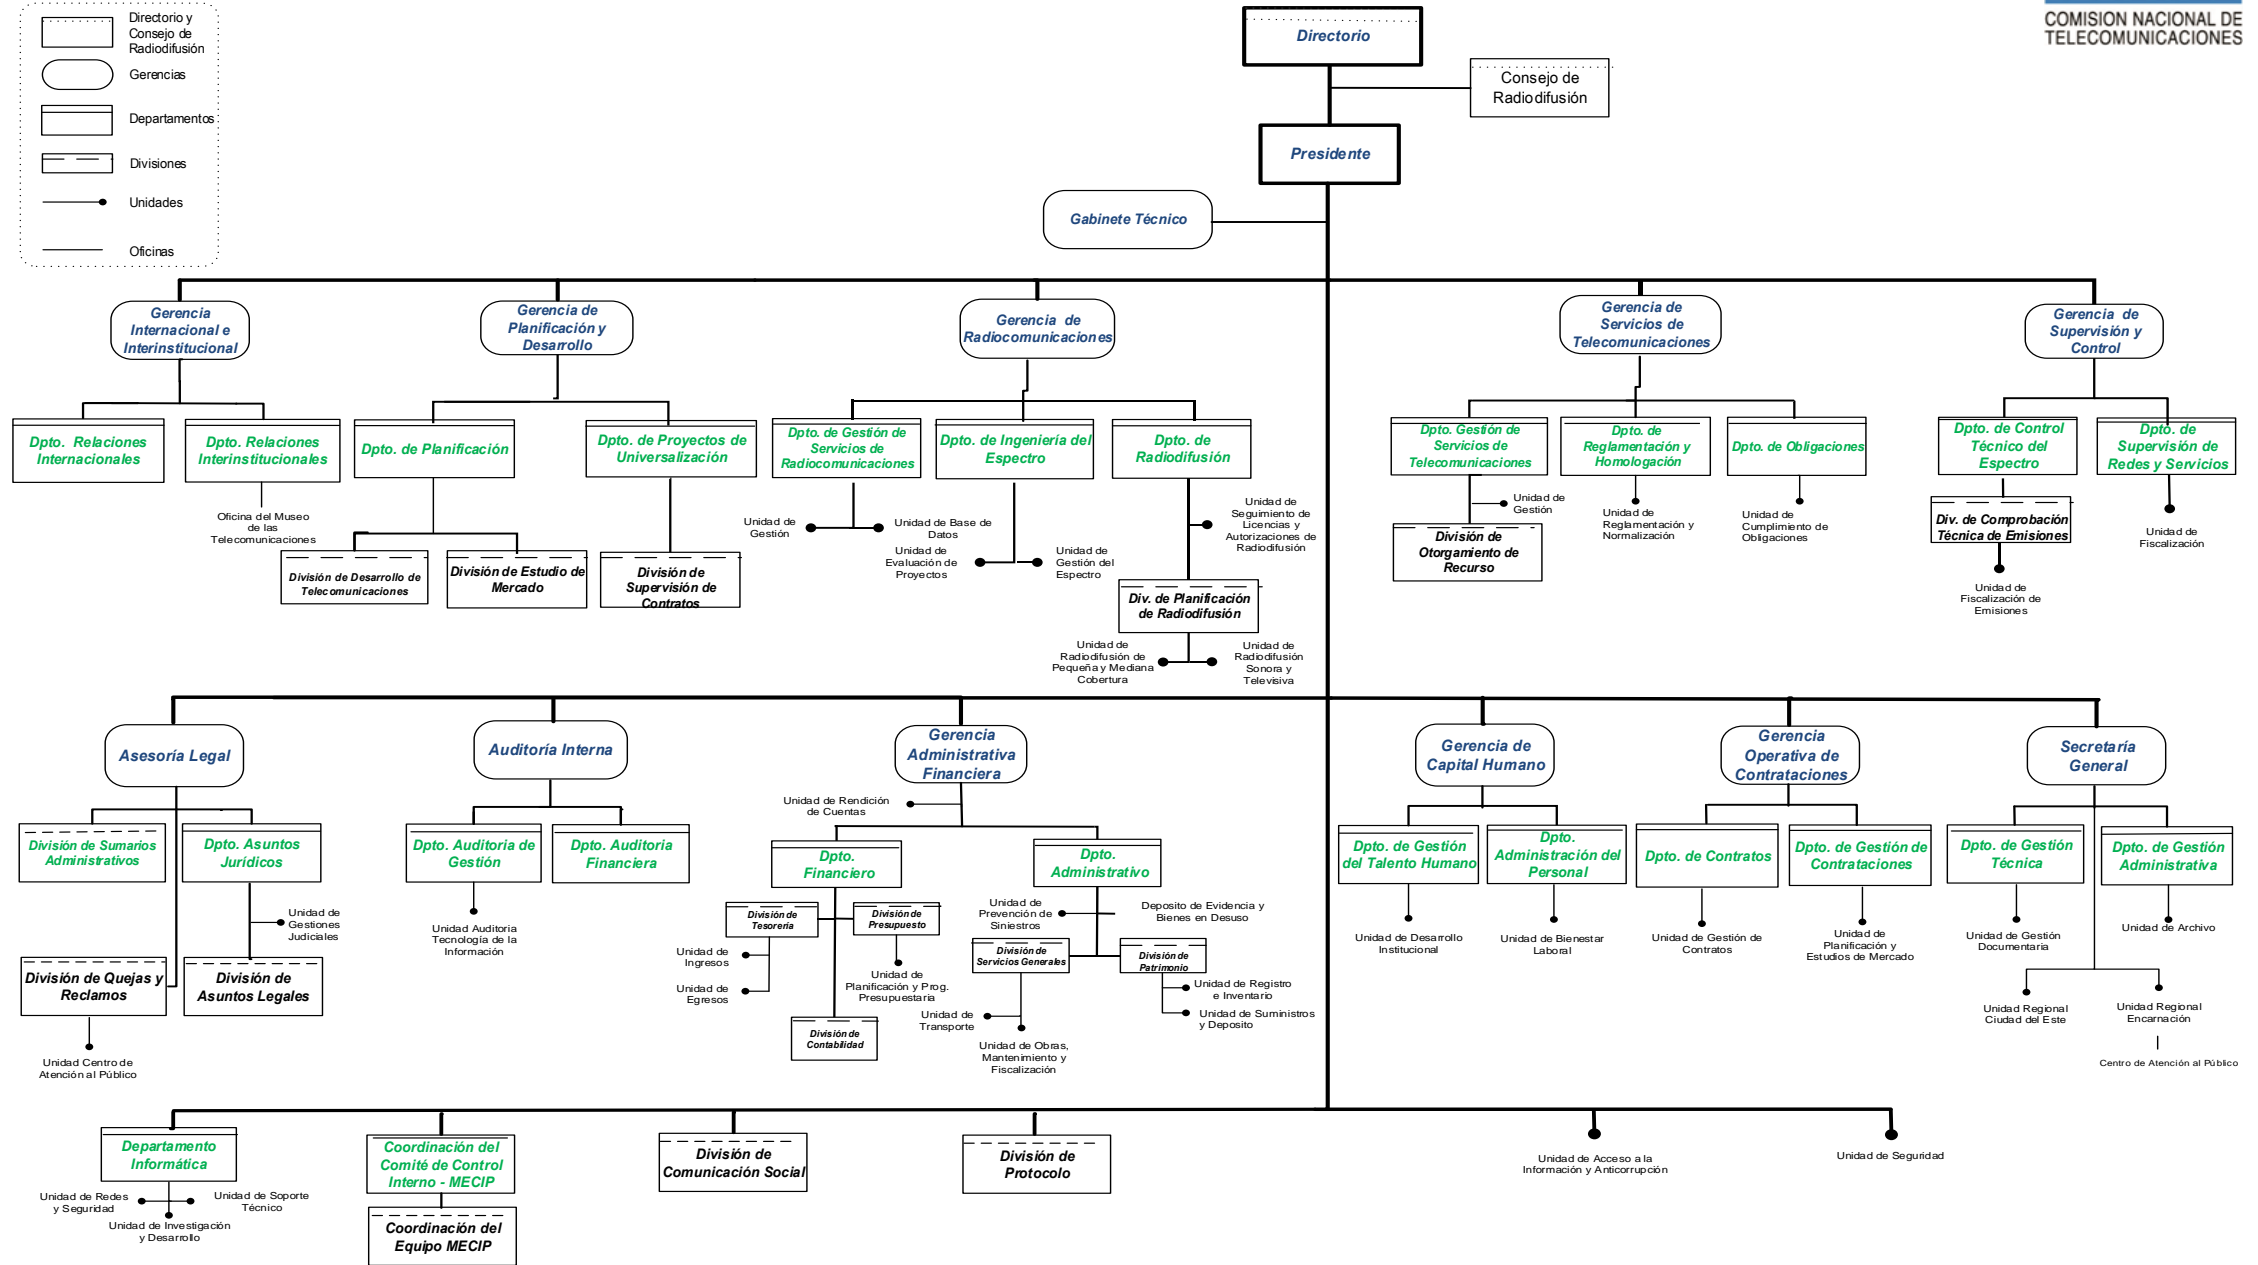 Directorio y
Consejo de
Radiodifusión
Gerencias
Departamentos
Divisiones
Unidades
Oficinas
COMISION NACIONAL DE
TELECOMUNICACIONES
Directorio
Consejo de
Radiodifusión
Presidente
Gabinete Técnico
Gerencia
Internacional e
Interinstitucional
Gerencia de
Planificación y
Desarrollo
Gerencia de
Radiocomunicaciones
Gerencia de
Servicios de
Telecomunicaciones
Gerencia de
Supervisión y
Control
Dpto. Relaciones
Internacionales
Dpto. Relaciones
Interinstitucionales
Dpto. de Planificación
Dpto. de Proyectos de
Universalización
Dpto. de Gestión de
Servicios de
Radiocomunicaciones
Dpto. de Ingeniería del
Espectro
Dpto. de
Radiodifusión
Dpto. Gestión de
Servicios de
Telecomunicaciones
Dpto. de
Reglamentación y
Homologación
Dpto. de Obligaciones
Dpto. de Control
Técnico del
Espectro
Dpto. de
Supervisión de
Redes y Servicios
Oficina del Museo
de las
Telecomunicaciones
División de Desarrollo de
Telecomunicaciones
División de Estudio de
Mercado
División de
Supervisión de
Contratos
Unidad de
Gestión
Unidad de Base de
Datos
Unidad de
Evaluación de
Proyectos
Unidad de
Gestión del
Espectro
Unidad de
Seguimiento de
Licencias y
Autorizaciones de
Radiodifusión
Div. de Planificación
de Radiodifusión
Unidad de
Radiodifusión de
Pequeña y Mediana
Cobertura
Unidad de
Radiodifusión
Sonora y
Televisiva
Unidad de
Gestión
División de
Otorgamiento de
Recurso
Unidad de
Reglamentación y
Normalización
Unidad de
Cumplimiento de
Obligaciones
Div. de Comprobación
Técnica de Emisiones
Unidad de
Fiscalización de
Emisiones
Unidad de
Fiscalización
Asesoría Legal
Auditoría Interna
Gerencia
Administrativa
Financiera
Gerencia de
Capital Humano
Gerencia
Operativa de
Contrataciones
Secretaría
General
División de Sumarios
Administrativos
Dpto. Asuntos
Jurídicos
Unidad de
Gestiones
Judiciales
División de Quejas y
Reclamos
División de
Asuntos Legales
Unidad Centro de
Atención al Público
Dpto. Auditoria de
Gestión
Dpto. Auditoria
Financiera
Unidad Auditoria
Tecnología de la
Información
Unidad de Rendición
de Cuentas
Dpto.
Financiero
Dpto.
Administrativo
División de
Tesorería
División de
Presupuesto
Unidad de
Ingresos
Unidad de
Egresos
Unidad de
Planificación y Prog.
Presupuestaria
División de
Contabilidad
Unidad de
Prevención de
Siniestros
Deposito de Evidencia y
Bienes en Desuso
División de
Servicios Generales
División de
Patrimonio
Unidad de
Transporte
Unidad de Obras,
Mantenimiento y
Fiscalización
Unidad de Registro
e Inventario
Unidad de Suministros
y Deposito
Dpto. de Gestión
del Talento Humano
Dpto.
Administración del
Personal
Unidad de Desarrollo
Institucional
Unidad de Bienestar
Laboral
Dpto. de Contratos
Dpto. de Gestión de
Contrataciones
Unidad de Gestión de
Contratos
Unidad de
Planificación y
Estudios de Mercado
Dpto. de Gestión
Técnica
Dpto. de Gestión
Administrativa
Unidad de Gestión
Documentaria
Unidad de Archivo
Unidad Regional
Ciudad del Este
Unidad Regional
Encarnación
Centro de Atención al Público
Departamento
Informática
Unidad de Redes
y Seguridad
Unidad de Soporte
Técnico
Unidad de Investigación
y Desarrollo
Coordinación del
Comité de Control
Interno - MECIP
Coordinación del
Equipo MECIP
División de
Comunicación Social
División de
Protocolo
Unidad de Acceso a la
Información y Anticorrupción
Unidad de Seguridad